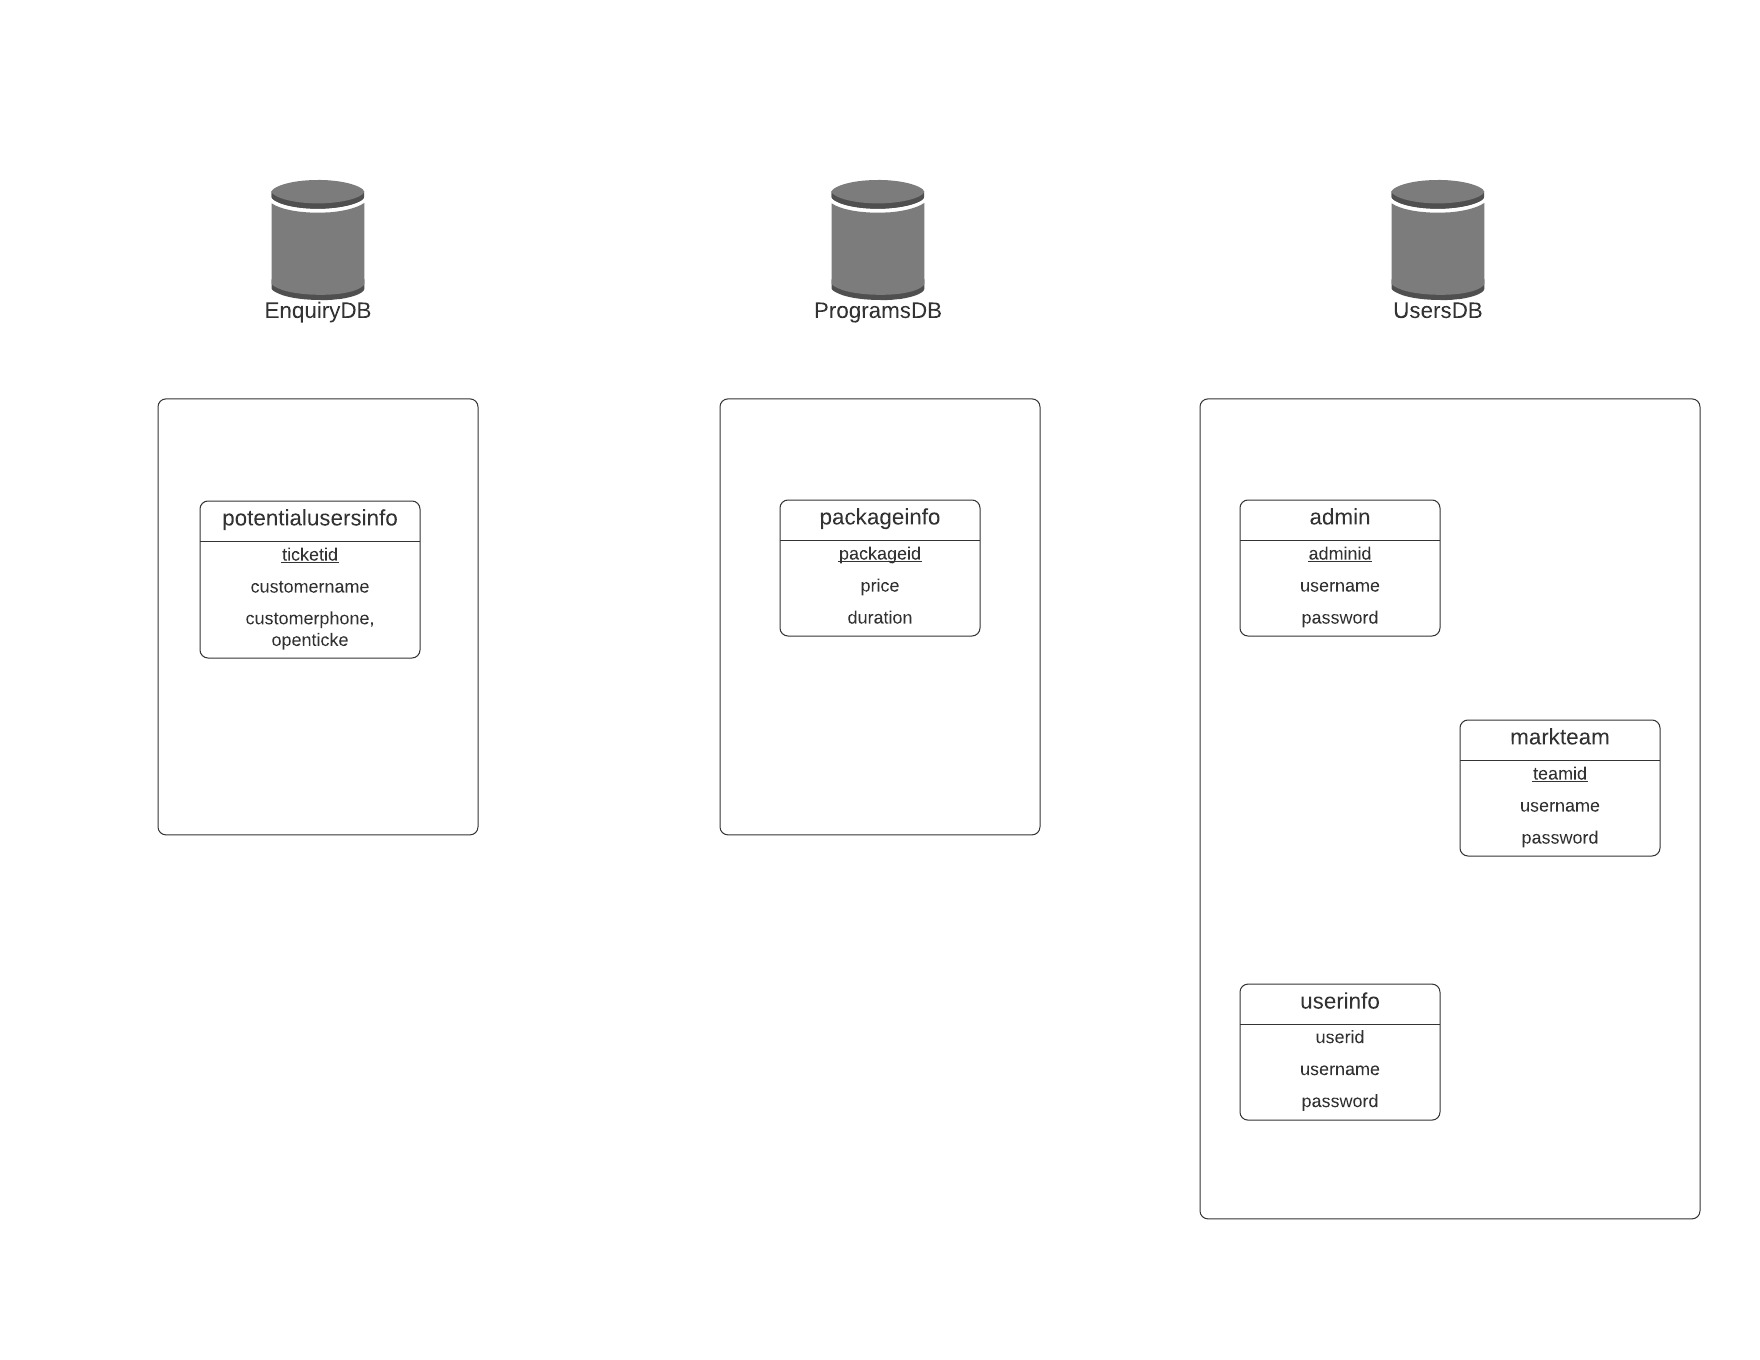 EnquiryDB
ProgramsDB
UsersDB
potentialusersinfo
ticketid
customername
customerphone,
openticke
packageinfo
packageid
price
duration
admin
adminid
username
password
markteam
teamid
username
password
userinfo
userid
username
password